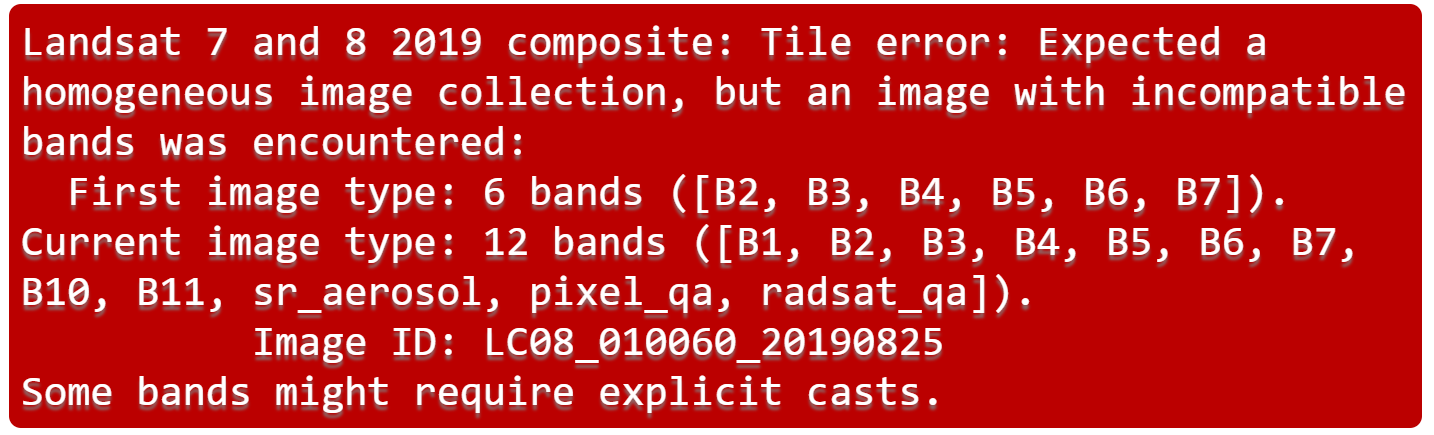 Landsat 7 and 8 2019 composite: Tile error: Expected a
homogeneous image collection, but an image with incompatible
bands was encountered:
First image type: 6 bands ([B2, B3, B4, B5, B6, B7]).
Current image type: 12 bands ([B1, B2, B3, B4, B5, B6, B7,
B10, B11, sr_aerosol, pixel_qa, radsat_qa]).
Image ID: LC08_010060_20190825
Some bands might require explicit casts.